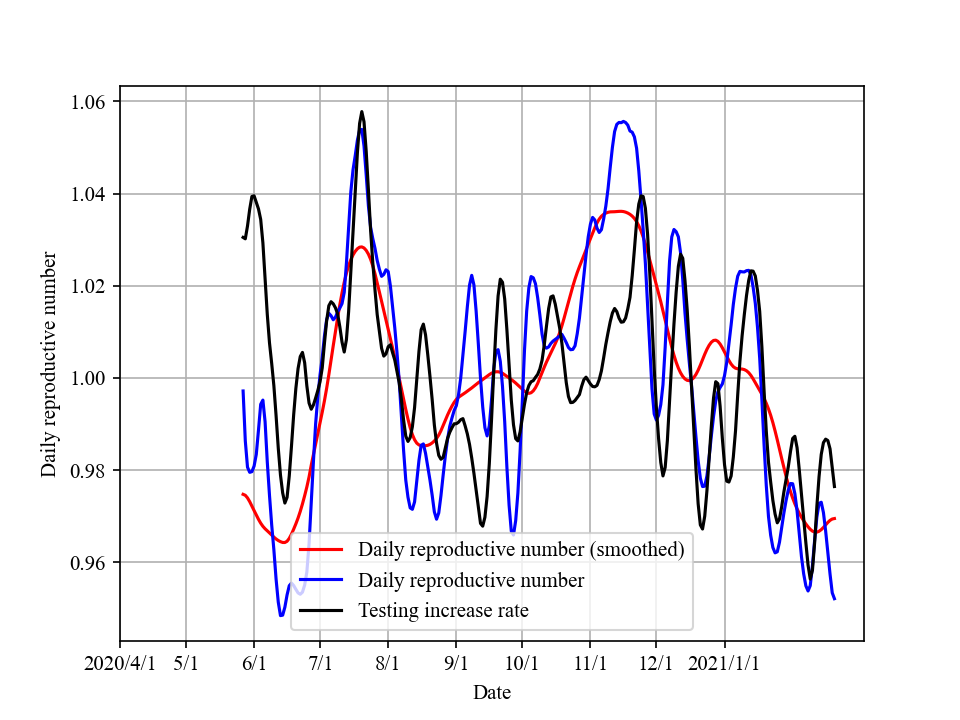 1.06
1.04
1.02
1.00
0.98
0.96
Daily reproductive number
Daily reproductive number (smoothed)
Daily reproductive number
Testing increase rate
2020/4/1 5/1 6/1 7/1 8/1 9/1 10/1 11/1 12/1 2021/1/1
Date